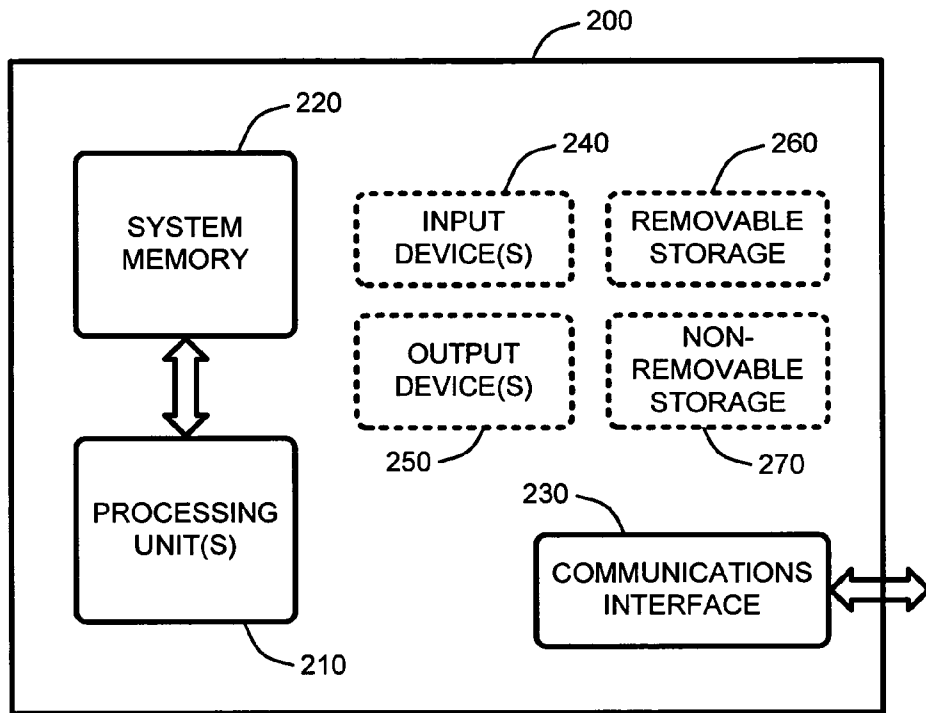 200
220
SYSTEM
MEMORY
240
INPUT
DEVICE(S)
260
REMOVABLE
STORAGE
OUTPUT
DEVICE(S)
250
NON-
REMOVABLE
STORAGE
270
PROCESSING
UNIT(S)
210
230
COMMUNICATIONS
INTERFACE